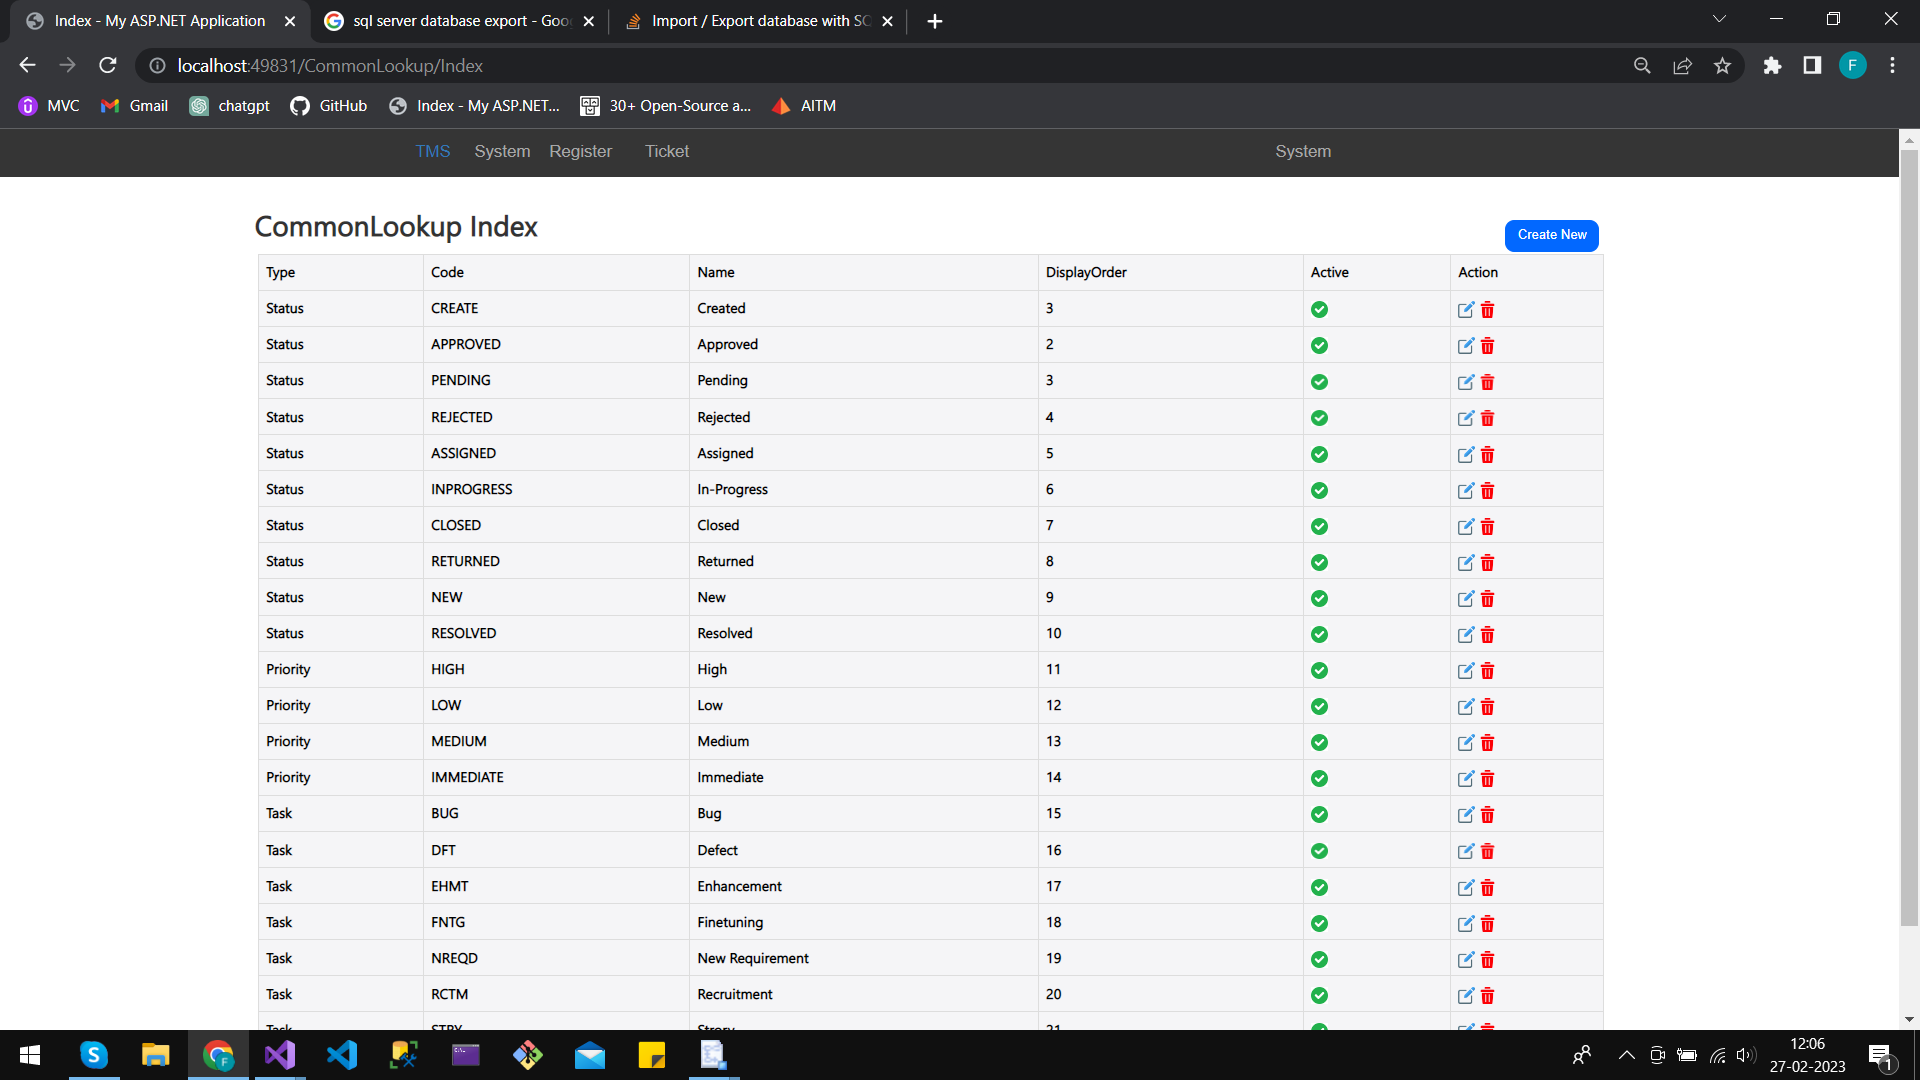 Index - My ASP.NET Application
sql server database export - Goo
Import / Export database with SC
localhost:49831/CommonLookup/Index
F
MVC Gmail chatgpt GitHub Index - My ASP.NET... 30+ Open-Source a... AITM
TMS System Register Ticket System
CommonLookup Index
Create New
Type Code Name DisplayOrder Active Action
Status CREATE Created 3
Status APPROVED Approved 2
Status PENDING Pending 3
Status REJECTED Rejected 4
Status ASSIGNED Assigned 5
Status INPROGRESS In-Progress 6
Status CLOSED Closed 7
Status RETURNED Returned 8
Status NEW New 9
Status RESOLVED Resolved 10
Priority HIGH High 11
Priority LOW Low 12
Priority MEDIUM Medium 13
Priority IMMEDIATE Immediate 14
Task BUG Bug 15
Task DFT Defect 16
Task EHMT Enhancement 17
Task FNTG Finetuning 18
Task NREQD New Requirement 19
Task RCTM Recruitment 20
Task STRY Strory 21
12:06
27-02-2023
1